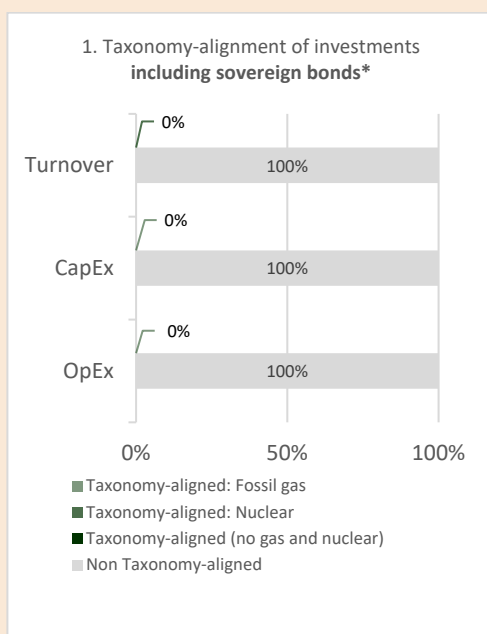 1. Taxonomy-alignment of investments
including sovereign bonds*
0%
Turnover
100%
0%
CapEx
100%
0%
OpEx
100%
0% 50% 100%
Taxonomy-aligned: Fossil gas
Taxonomy-aligned: Nuclear
Taxonomy-aligned (no gas and nuclear)
Non Taxonomy-aligned